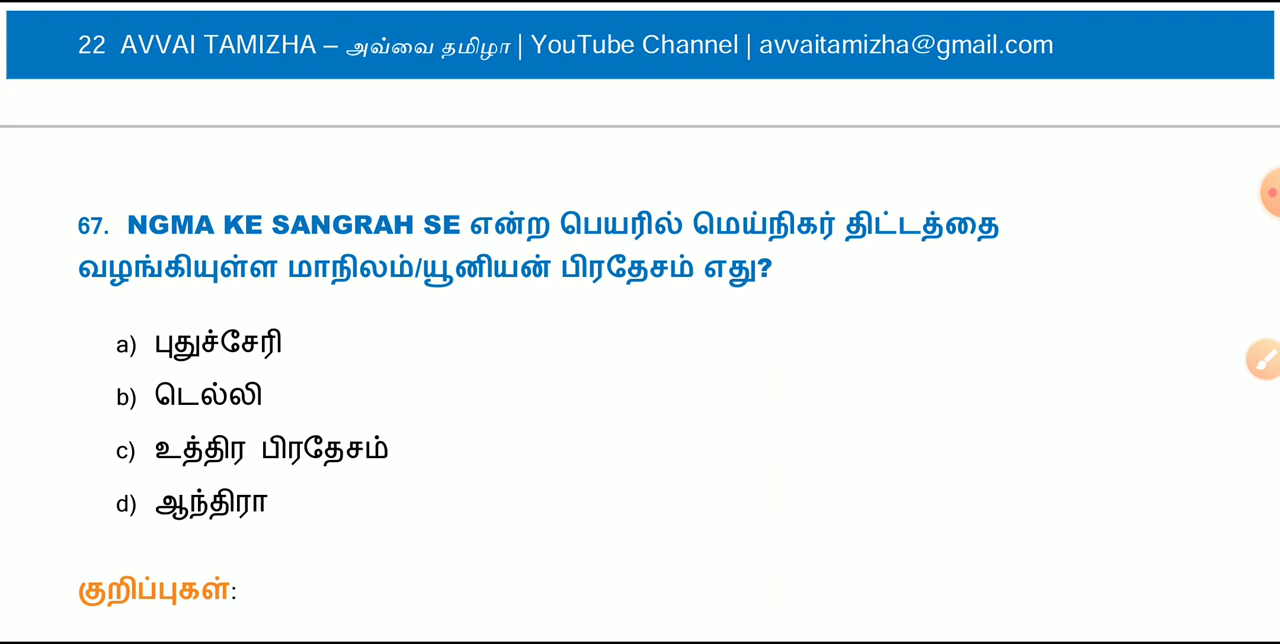 22 AVVAI TAMIZHA – அவ்வை தமிழா | YouTube Channel | avvaitamizha@gmail.com
67. NGMA KE SANGRAH SE என்ற பெயரில் மெய்நிகர் திட்டத்தை
வழங்கியுள்ள மாநிலம்/யூனியன் பிரதேசம் எது?
a) புதுச்சேரி
b) டெல்லி
c) உத்திர பிரதேசம்
d) ஆந்திரா
குறிப்புகள்: